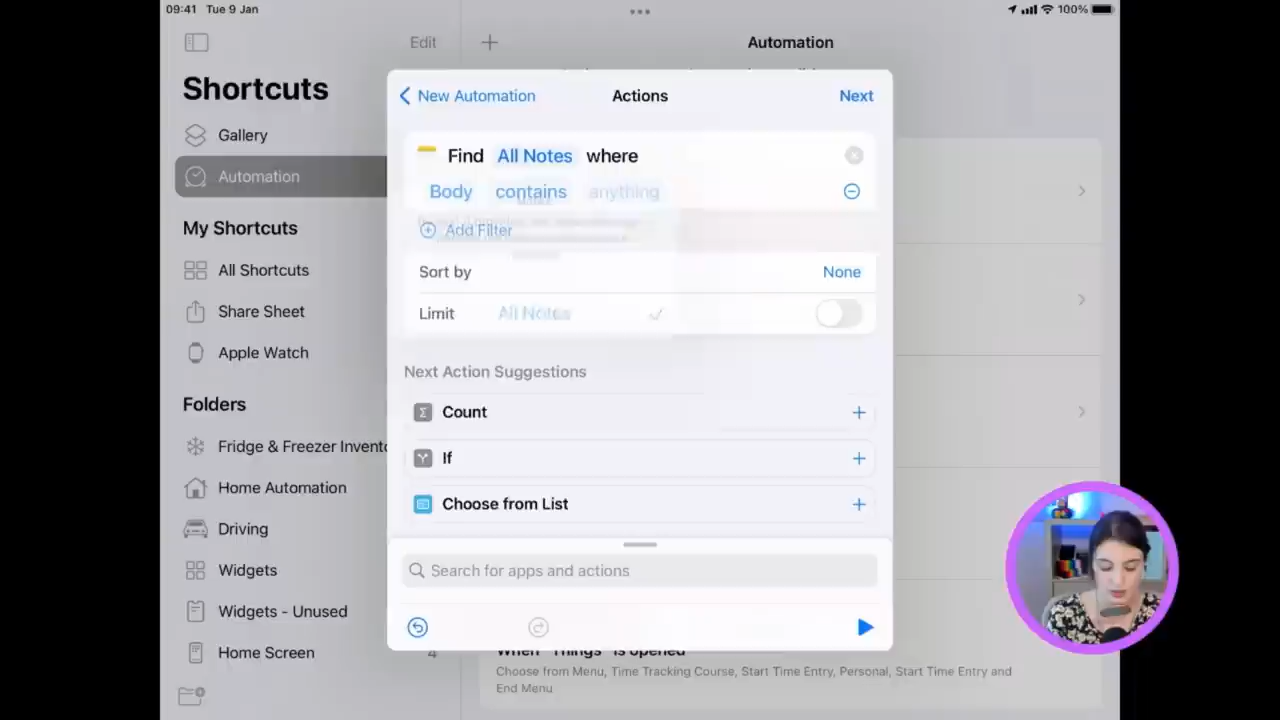 09:41 Tue 9 Jan
100%
Edit
Automation
Shortcuts
Gallery
Automation
My Shortcuts
All Shortcuts
Share Sheet
Apple Watch
Folders
Fridge & Freezer Invento
Home Automation
Driving
Widgets
Widgets - Unused
Home Screen
4
New Automation
Actions
Next
Find All Notes where
Body contains anything
Add Filter
Sort by
None
Limit
All Notes
Next Action Suggestions
Count
If
Choose from List
Search for apps and actions
When "Things" is opened
Choose from Menu, Time Tracking Course, Start Time Entry, Personal, Start Time Entry and
End Menu